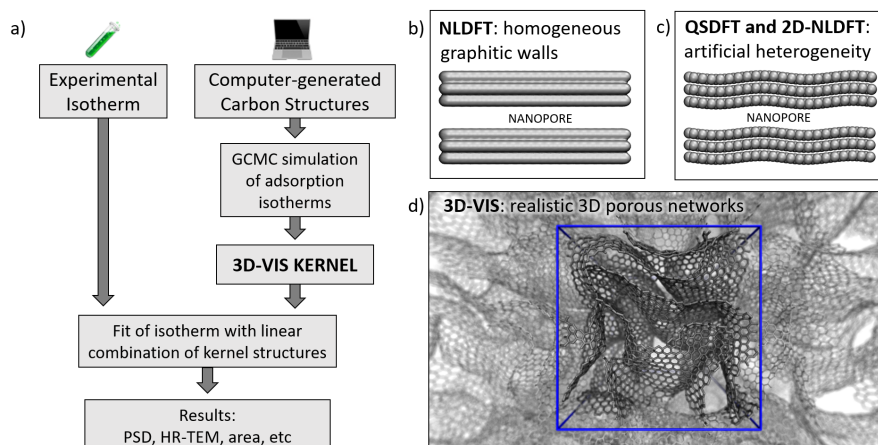 a)
Experimental
Isotherm
Computer-generated
Carbon Structures
GCMC simulation
of adsorption
isotherms
3D-VIS KERNEL
Fit of isotherm with linear
combination of kernel structures
Results:
PSD, HR-TEM, area, etc
b)
NLDFT: homogeneous
graphitic walls
NANOPORE
c)
QSDFT and 2D-NLDFT:
artificial heterogeneity
NANOPORE
d)
3D-VIS: realistic 3D porous networks